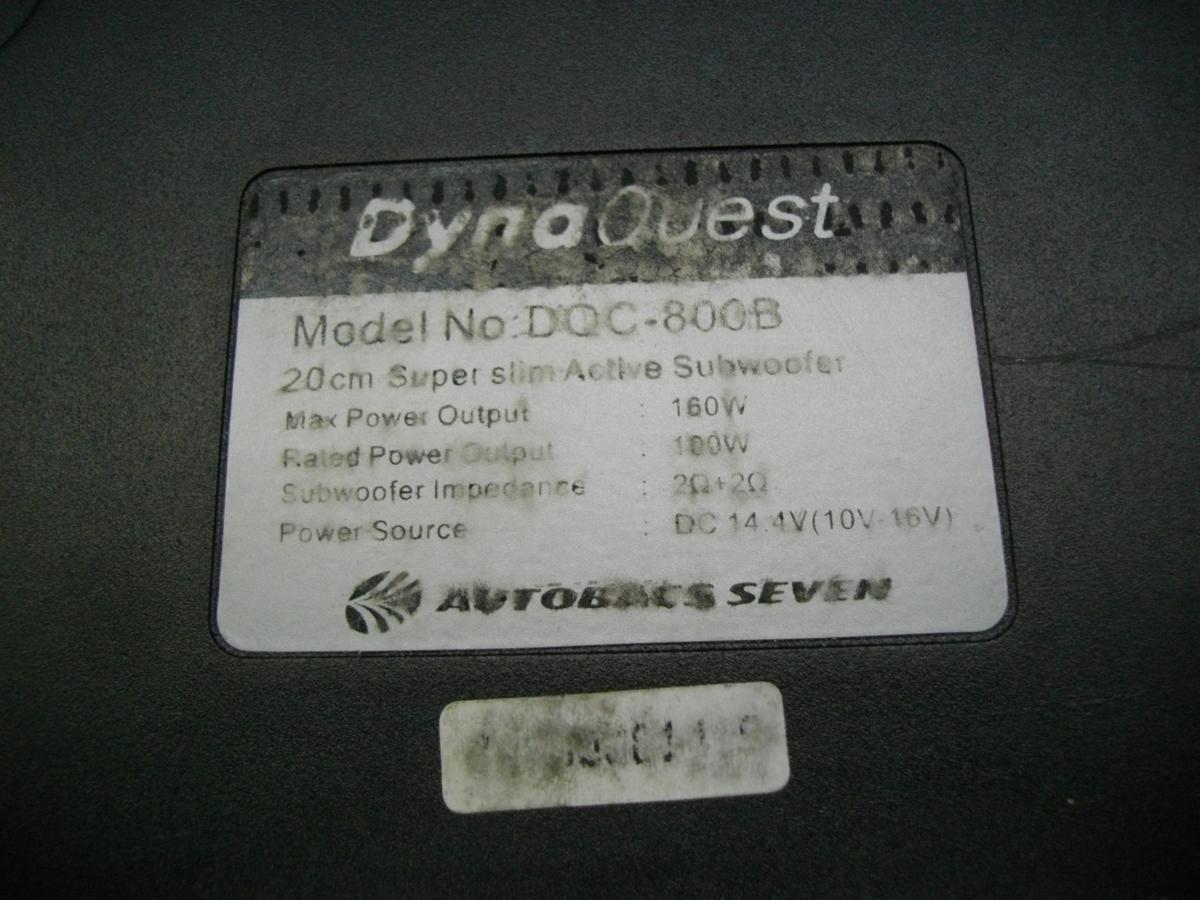 DynaQuest
Model No:DQC-800B
20cm Super slim Active Subwoofer
Max Power Output : 160W
Rated Power Output : 100W
Subwoofer Impedance : 2Ω+2Ω
Power Source : DC 14.4V(10V-16V)
AUTOBACS SEVEN